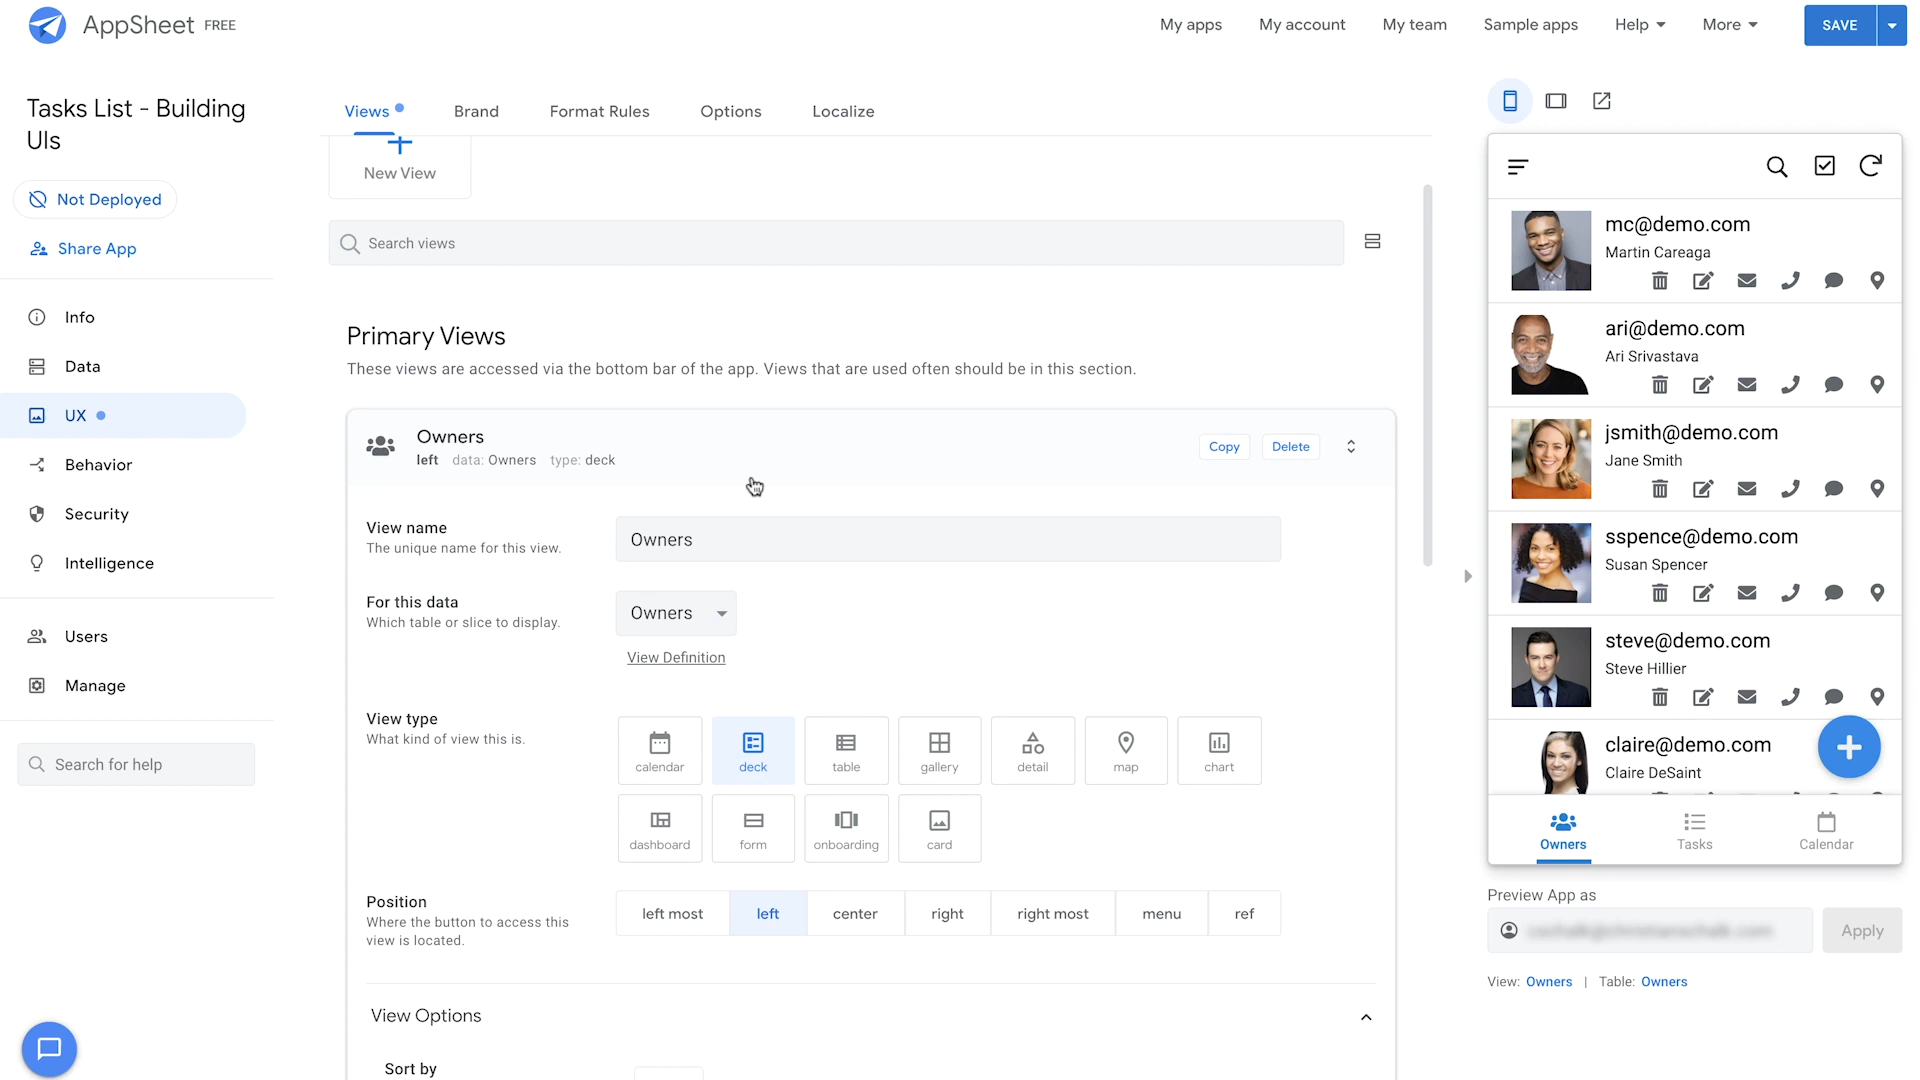 AppSheet FREE
My apps
My account
My team
Sample apps
Help
More
SAVE
Tasks List - Building
UIs
Not Deployed
Share App
Info
Data
UX
Behavior
Security
Intelligence
Users
Manage
Search for help
Views
Brand
Format Rules
Options
Localize
New View
Search views
Primary Views
These views are accessed via the bottom bar of the app. Views that are used often should be in this section.
Owners
left data: Owners type: deck
Copy
Delete
View name
The unique name for this view.
Owners
For this data
Which table or slice to display.
Owners
View Definition
View type
What kind of view this is.
calendar
deck
table
gallery
detail
map
chart
dashboard
form
onboarding
card
Position
Where the button to access this
view is located.
left most
left
center
right
right most
menu
ref
View Options
Sort by
mc@demo.com
Martin Careaga
ari@demo.com
Ari Srivastava
jsmith@demo.com
Jane Smith
sspence@demo.com
Susan Spencer
steve@demo.com
Steve Hillier
claire@demo.com
Claire DeSaint
Owners
Tasks
Calendar
Preview App as
Apply
View: Owners | Table: Owners